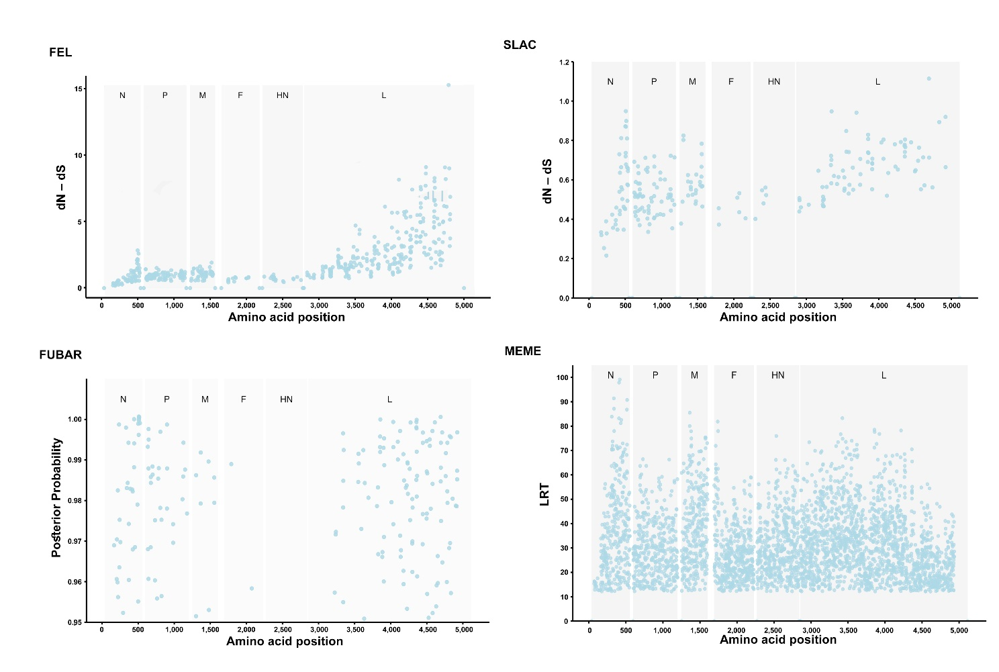 FEL
dN – dS
15
10
5
0
N P M F HN L
0 500 1,000 1,500 2,000 2,500 3,000 3,500 4,000 4,500 5,000
Amino acid position
SLAC
dN – dS
1.2
1.0
0.8
0.6
0.4
0.2
0.0
N P M F HN L
0 500 1,000 1,500 2,000 2,500 3,000 3,500 4,000 4,500 5,000
Amino acid position
FUBAR
Posterior Probability
1.00
0.99
0.98
0.97
0.96
0.95
N P M F HN L
0 500 1,000 1,500 2,000 2,500 3,000 3,500 4,000 4,500 5,000
Amino acid position
MEME
LRT
100
90
80
70
60
50
40
30
20
10
0
N P M F HN L
0 500 1,000 1,500 2,000 2,500 3,000 3,500 4,000 4,500 5,000
Amino acid position